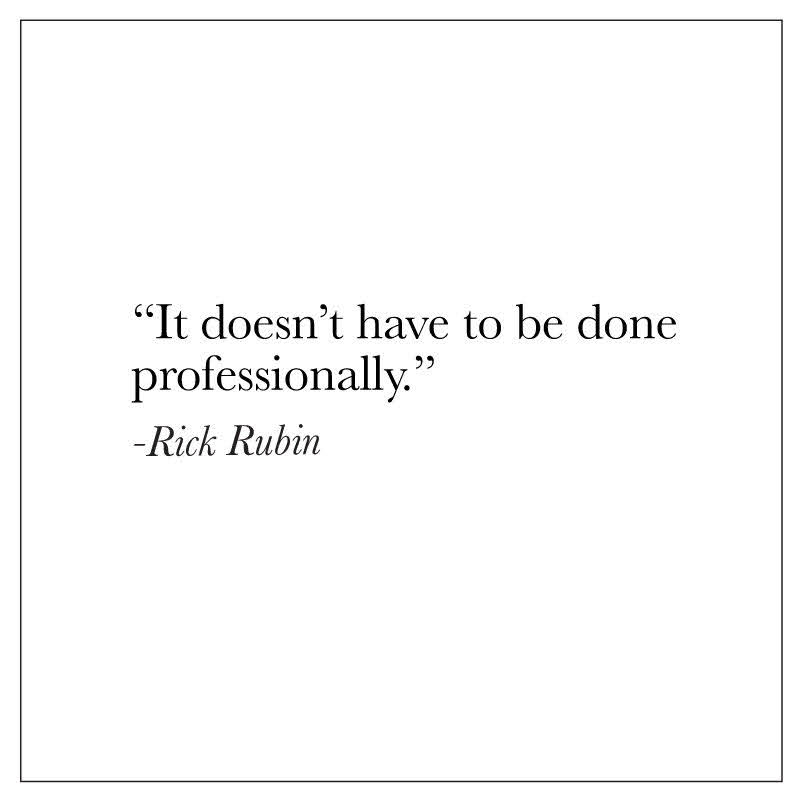 “It doesn’t have to be done
professionally.”
-Rick Rubin